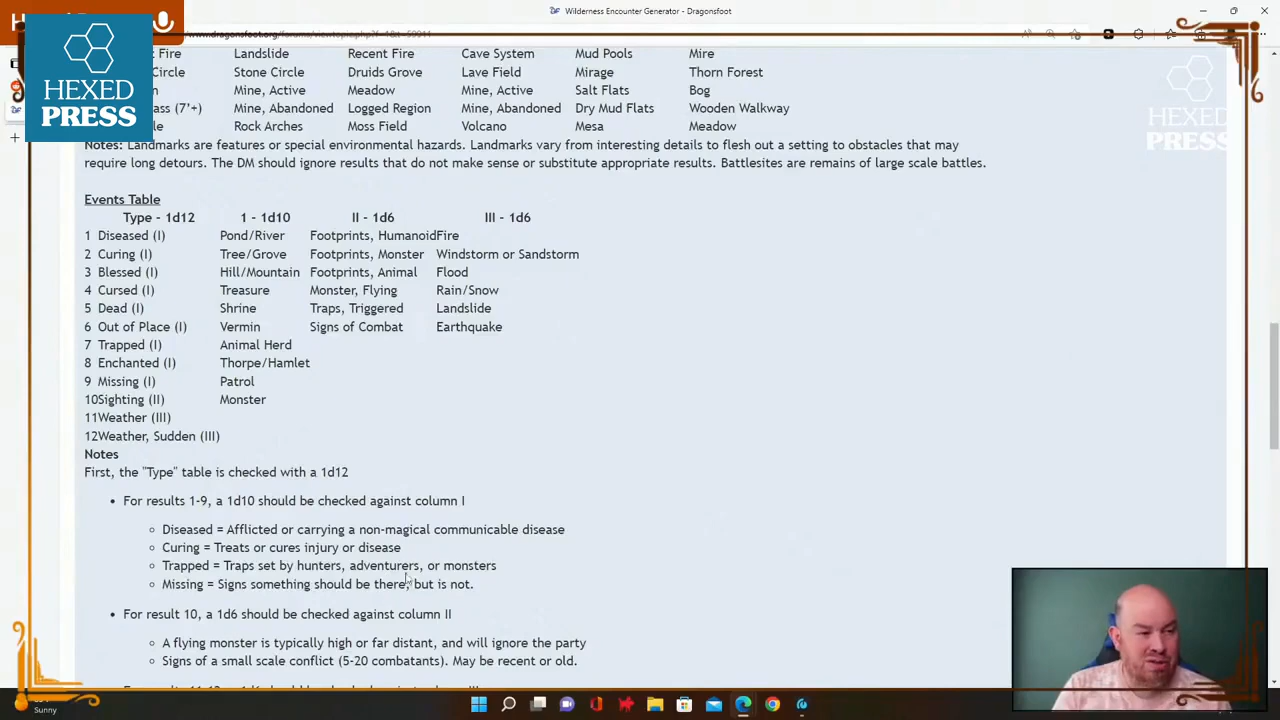 Wilderness Encounter Generator - Dragonsfoot
www.dragonsfoot.org/forums/viewtopic.php?
HEXED
PRESS
HEXED
PRESS
Fire Landslide Recent Fire Cave System Mud Pools Mire
Circle Stone Circle Druids Grove Lave Field Mirage Thorn Forest
Mine, Active Meadow Mine, Active Salt Flats Bog
(7'+) Mine, Abandoned Logged Region Mine, Abandoned Dry Mud Flats Wooden Walkway
Rock Arches Moss Field Volcano Mesa Meadow
Notes: Landmarks are features or special environmental hazards. Landmarks vary from interesting details to flesh out a setting to obstacles that may
require long detours. The DM should ignore results that do not make sense or substitute appropriate results. Battlesites are remains of large scale battles.
Events Table
Type - 1d12 1 - 1d10 II - 1d6 III - 1d6
1 Diseased (I) Pond/River Footprints, Humanoid Fire
2 Curing (I) Tree/Grove Footprints, Monster Windstorm or Sandstorm
3 Blessed (I) Hill/Mountain Footprints, Animal Flood
4 Cursed (I) Treasure Monster, Flying Rain/Snow
5 Dead (I) Shrine Traps, Triggered Landslide
6 Out of Place (I) Vermin Signs of Combat Earthquake
7 Trapped (I) Animal Herd
8 Enchanted (I) Thorpe/Hamlet
9 Missing (I) Patrol
10Sighting (II) Monster
11Weather (III)
12Weather, Sudden (III)
Notes
First, the "Type" table is checked with a 1d12
• For results 1-9, a 1d10 should be checked against column I
Diseased = Afflicted or carrying a non-magical communicable disease
Curing = Treats or cures injury or disease
Trapped = Traps set by hunters, adventurers, or monsters
Missing = Signs something should be there, but is not.
• For result 10, a 1d6 should be checked against column II
A flying monster is typically high or far distant, and will ignore the party
Signs of a small scale conflict (5-20 combatants). May be recent or old.
Sunny